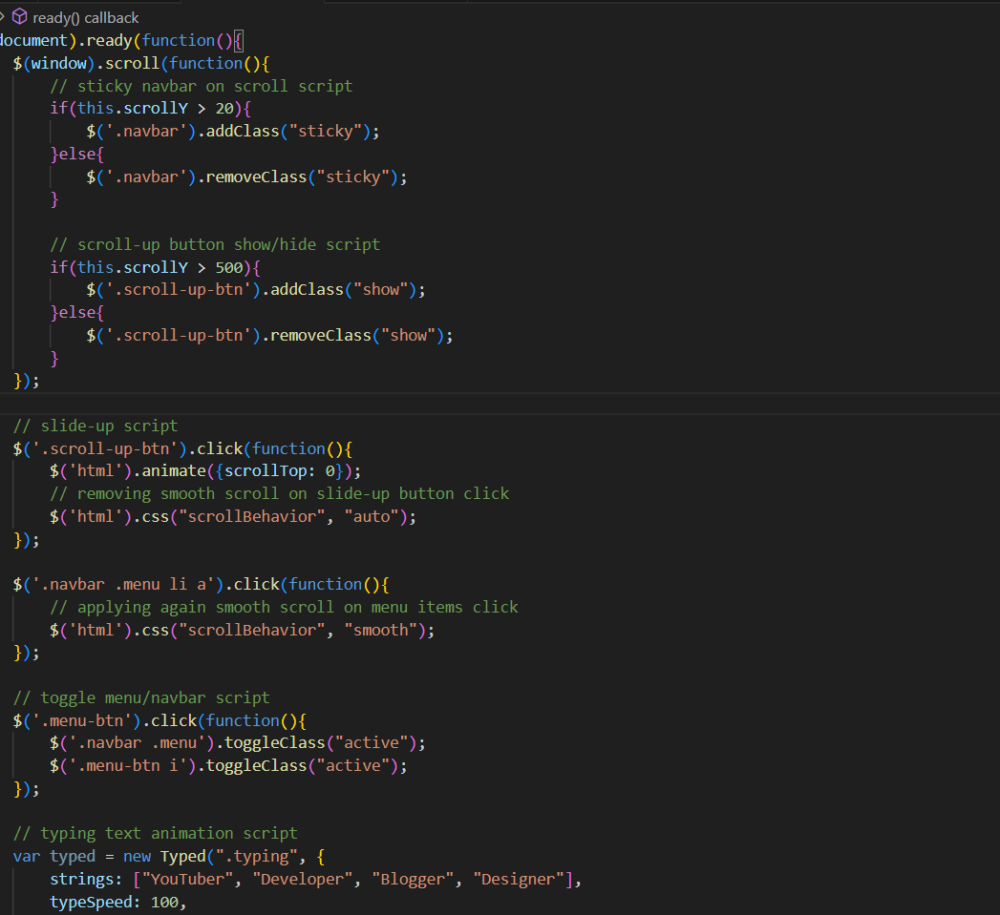 ready() callback
document).ready(function(){
$(window).scroll(function(){
// sticky navbar on scroll script
if(this.scrollY > 20){
$('.navbar').addClass("sticky");
}else{
$('.navbar').removeClass("sticky");
}
// scroll-up button show/hide script
if(this.scrollY > 500){
$('.scroll-up-btn').addClass("show");
}else{
$('.scroll-up-btn').removeClass("show");
}
});
// slide-up script
$('.scroll-up-btn').click(function(){
$('html').animate({scrollTop: 0});
// removing smooth scroll on slide-up button click
$('html').css("scrollBehavior", "auto");
});
$('.navbar .menu li a').click(function(){
// applying again smooth scroll on menu items click
$('html').css("scrollBehavior", "smooth");
});
// toggle menu/navbar script
$('.menu-btn').click(function(){
$('.navbar .menu').toggleClass("active");
$('.menu-btn i').toggleClass("active");
});
// typing text animation script
var typed = new Typed(".typing", {
strings: ["YouTuber", "Developer", "Blogger", "Designer"],
typeSpeed: 100,